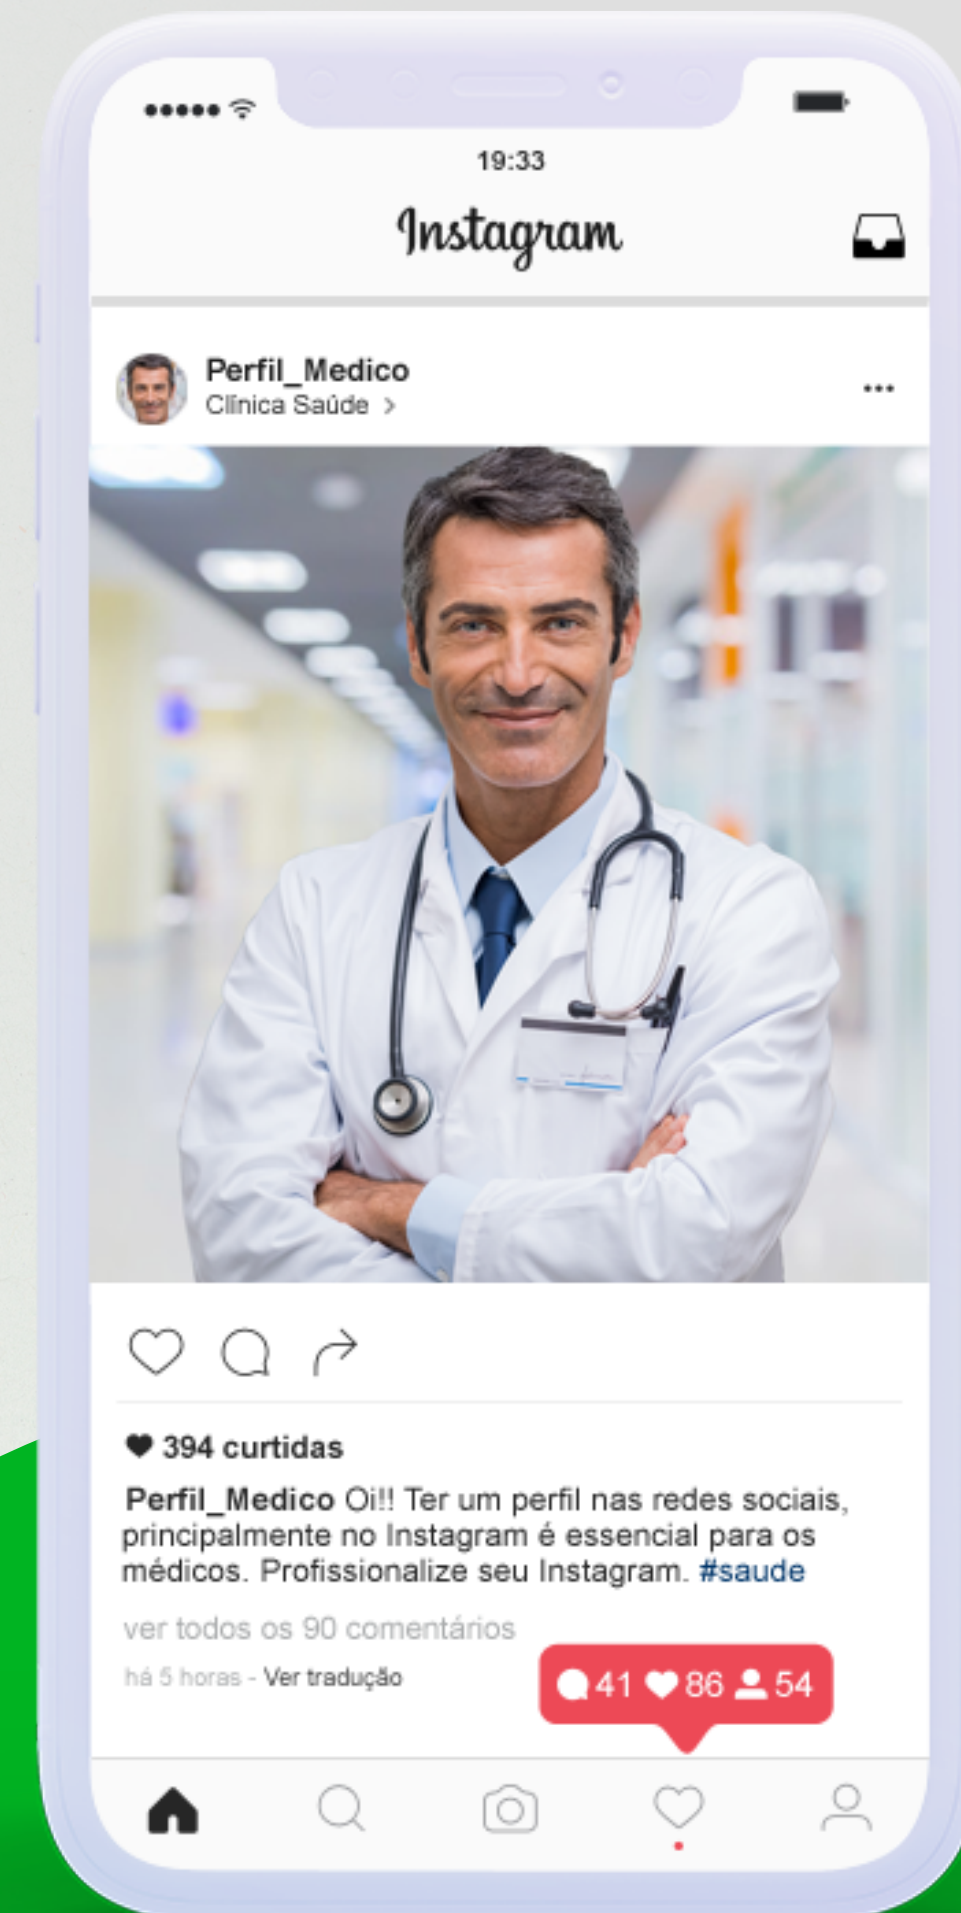 19:33
Instagram
Perfil_Medico
Clínica Saúde >
394 curtidas
Perfil_Medico Oi!! Ter um perfil nas redes sociais,
principalmente no Instagram é essencial para os
médicos. Profissionalize seu Instagram. #saude
ver todos os 90 comentários
há 5 horas - Ver tradução
41 86 54